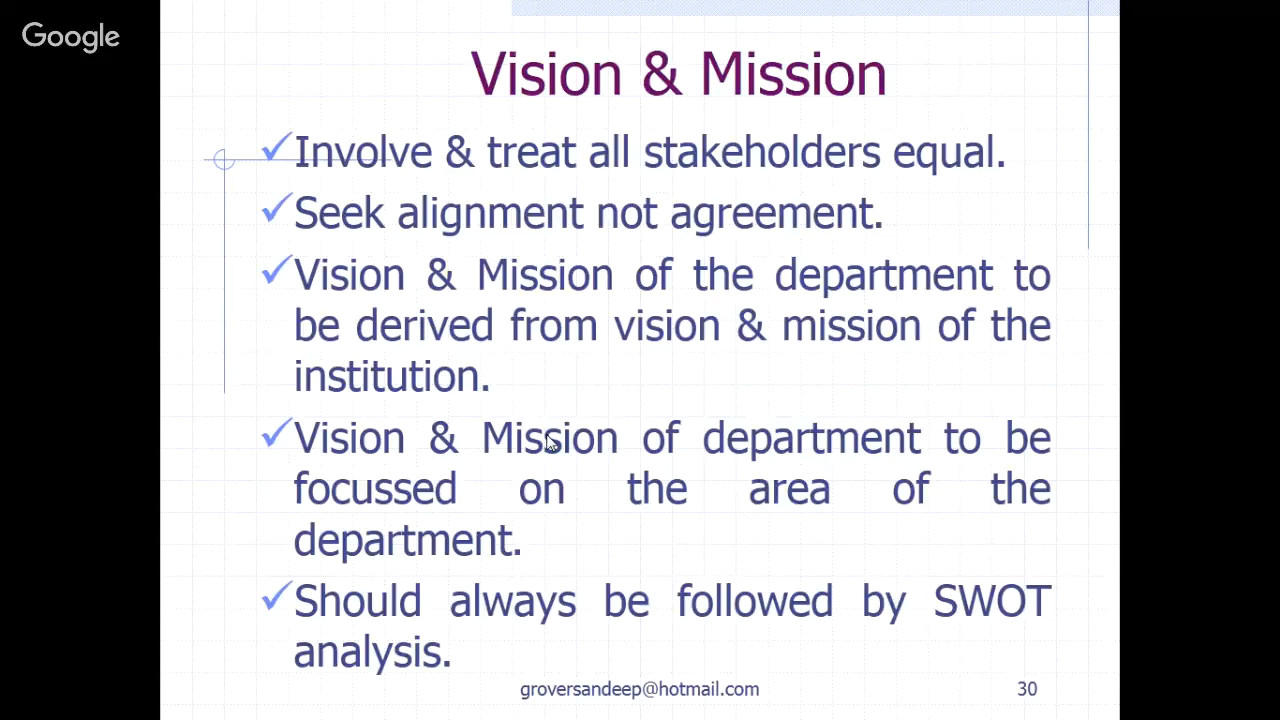 Google
Vision & Mission
✓Involve & treat all stakeholders equal.
✓Seek alignment not agreement.
✓Vision & Mission of the department to
be derived from vision & mission of the
institution.
✓Vision & Mission of department to be
focussed on the area of the
department.
✓Should always be followed by SWOT
analysis.
groversandeep@hotmail.com 30